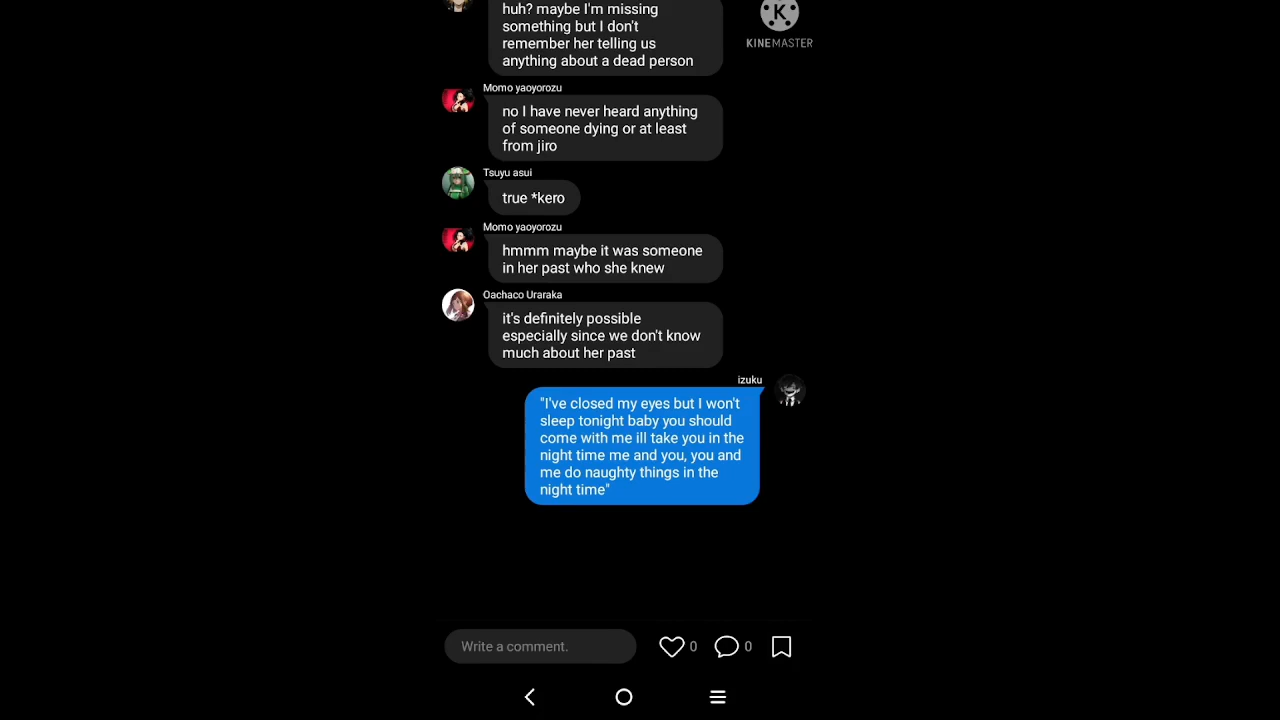 huh? maybe I'm missing
something but I don't
remember her telling us
anything about a dead person
K
KINEMASTER
Momo yaoyorozu
no I have never heard anything
of someone dying or at least
from jiro
Tsuyu asui
true *kero
Momo yaoyorozu
hmmm maybe it was someone
in her past who she knew
Oachaco Uraraka
it's definitely possible
especially since we don't know
much about her past
izuku
"I've closed my eyes but I won't
sleep tonight baby you should
come with me ill take you in the
night time me and you, you and
me do naughty things in the
night time"
Write a comment.
0
0